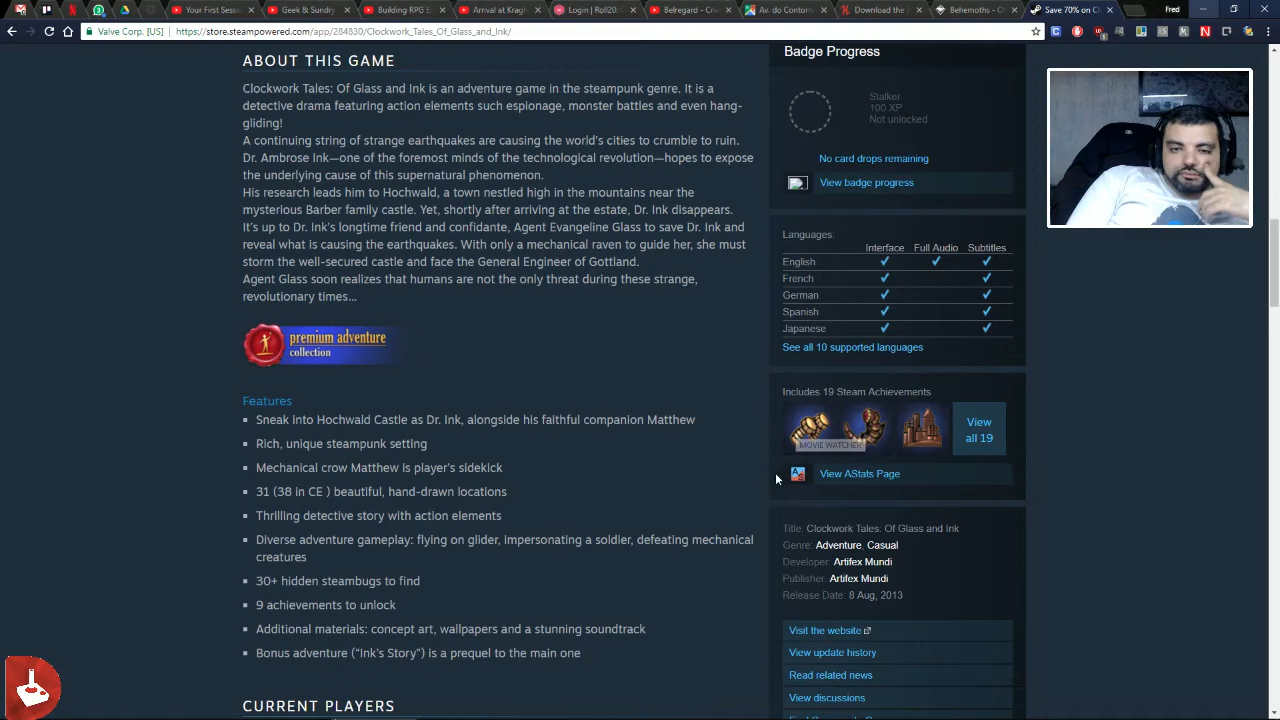 Your First Sess
Geek & Sundry
Building RPG E
Arrival at Kragh
Login | Roll20:
Belregard - Cri
Av. do Contorn
Download the J
Behemoths - O
Save 70% on Cl
Fred
Valve Corp. [US]
https://store.steampowered.com/app/284830/Clockwork_Tales_Of_Glass_and_Ink/
ABOUT THIS GAME
Clockwork Tales: Of Glass and Ink is an adventure game in the steampunk genre. It is a
detective drama featuring action elements such espionage, monster battles and even hang-
gliding!
A continuing string of strange earthquakes are causing the world's cities to crumble to ruin.
Dr. Ambrose Ink—one of the foremost minds of the technological revolution—hopes to expose
the underlying cause of this supernatural phenomenon.
His research leads him to Hochwald, a town nestled high in the mountains near the
mysterious Barber family castle. Yet, shortly after arriving at the estate, Dr. Ink disappears.
It's up to Dr. Ink's longtime friend and confidante, Agent Evangeline Glass to save Dr. Ink and
reveal what is causing the earthquakes. With only a mechanical raven to guide her, she must
storm the well-secured castle and face the General Engineer of Gottland.
Agent Glass soon realizes that humans are not the only threat during these strange,
revolutionary times...
premium adventure
collection
Features
Sneak into Hochwald Castle as Dr. Ink, alongside his faithful companion Matthew
Rich, unique steampunk setting
Mechanical crow Matthew is player's sidekick
31 (38 in CE ) beautiful, hand-drawn locations
Thrilling detective story with action elements
Diverse adventure gameplay: flying on glider, impersonating a soldier, defeating mechanical
creatures
30+ hidden steambugs to find
9 achievements to unlock
Additional materials: concept art, wallpapers and a stunning soundtrack
Bonus adventure ("Ink's Story") is a prequel to the main one
CURRENT PLAYERS
Badge Progress
Stalker
100 XP
Not unlocked
No card drops remaining
View badge progress
Languages:
Interface Full Audio Subtitles
English ✔ ✔ ✔
French ✔ ✔
German ✔ ✔
Spanish ✔ ✔
Japanese ✔ ✔
See all 10 supported languages
Includes 19 Steam Achievements
MOVIE WATCHER
View
all 19
View AStats Page
Title: Clockwork Tales: Of Glass and Ink
Genre: Adventure, Casual
Developer: Artifex Mundi
Publisher: Artifex Mundi
Release Date: 8 Aug, 2013
Visit the website
View update history
Read related news
View discussions